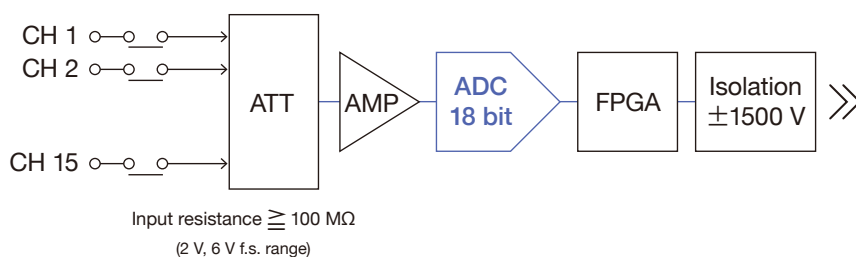 CH 1
CH 2
CH 15
ATT
AMP
ADC
18 bit
FPGA
Isolation
±1500 V
Input resistance ≧ 100 MΩ
(2 V, 6 V f.s. range)